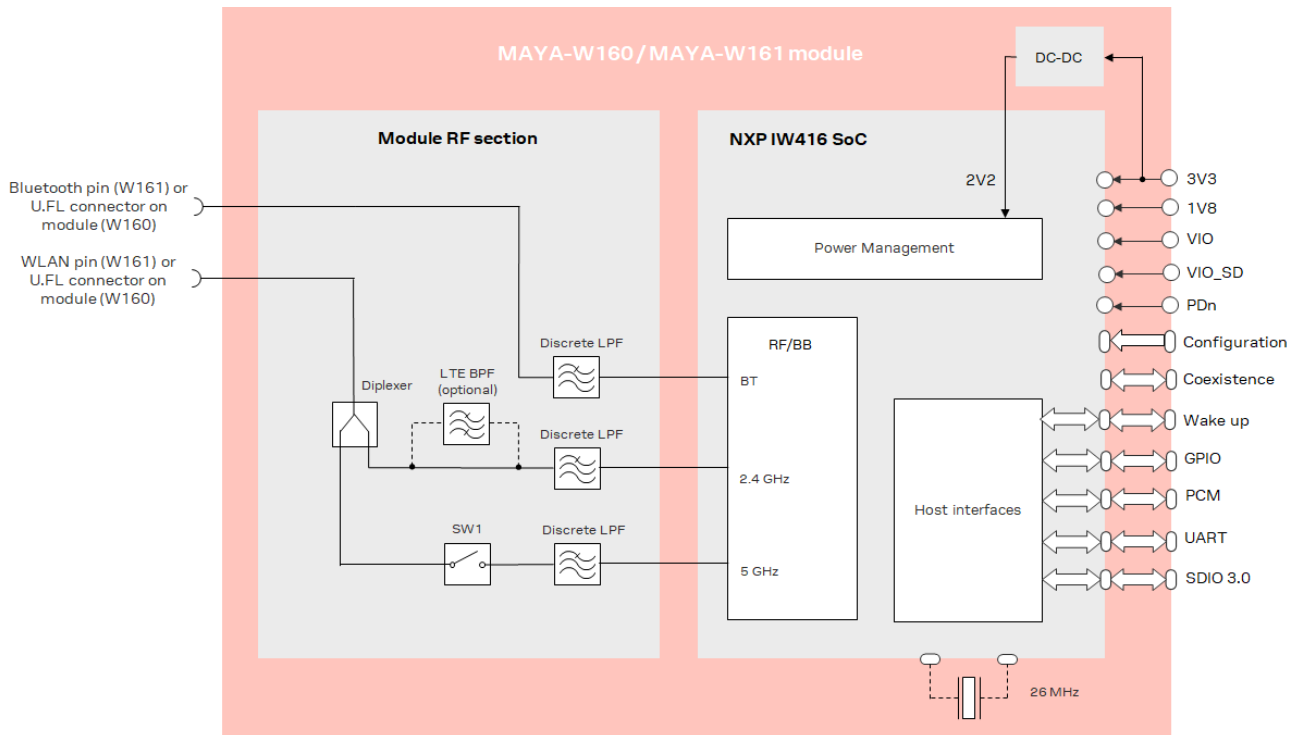 MAYA-W160 / MAYA-W161 module
DC-DC
Module RF section
NXP IW416 SoC
Bluetooth pin (W161) or
U.FL connector on
module (W160)
WLAN pin (W161) or
U.FL connector on
module (W160)
2V2
3V3
1V8
VIO
VIO_SD
PDn
Configuration
Coexistence
Wake up
GPIO
PCM
UART
SDIO 3.0
Power Management
RF/BB
BT
2.4 GHz
5 GHz
Discrete LPF
LTE BPF
(optional)
Diplexer
Discrete LPF
SW1
Discrete LPF
Host interfaces
26 MHz